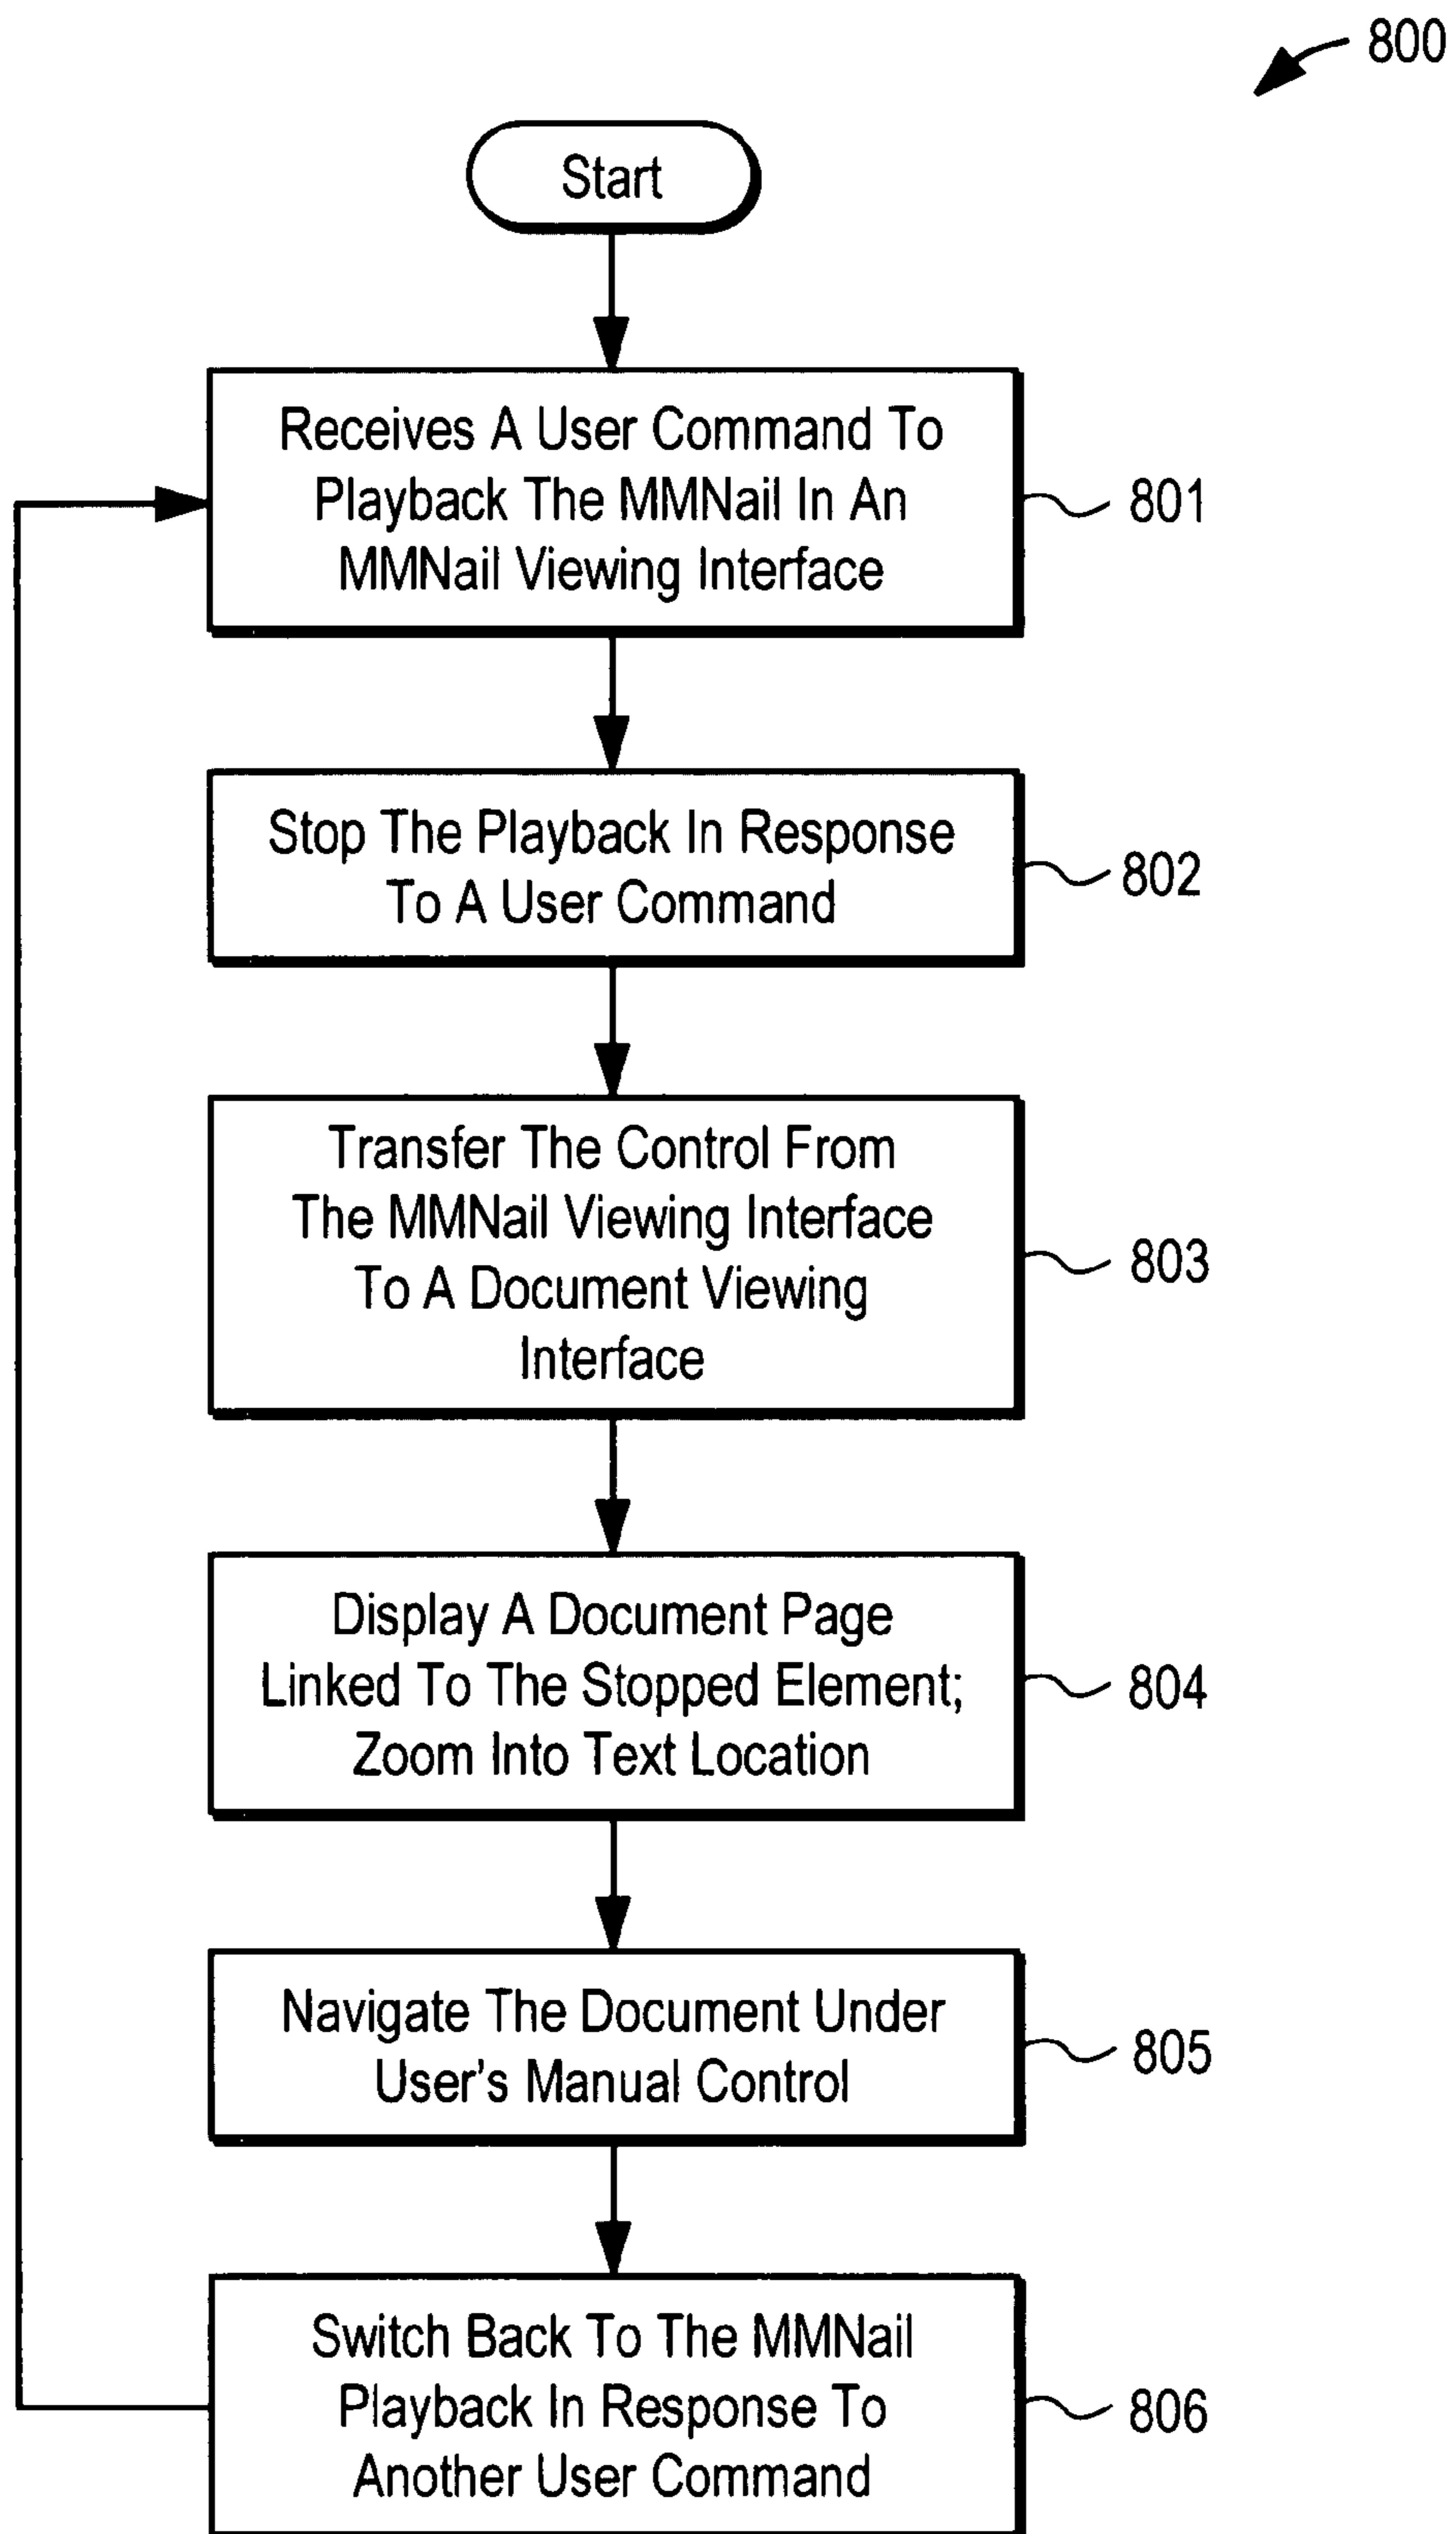 800
Start
Receives A User Command To
Playback The MMNail In An
MMNail Viewing Interface
801
Stop The Playback In Response
To A User Command
802
Transfer The Control From
The MMNail Viewing Interface
To A Document Viewing
Interface
803
Display A Document Page
Linked To The Stopped Element;
Zoom Into Text Location
804
Navigate The Document Under
User's Manual Control
805
Switch Back To The MMNail
Playback In Response To
Another User Command
806